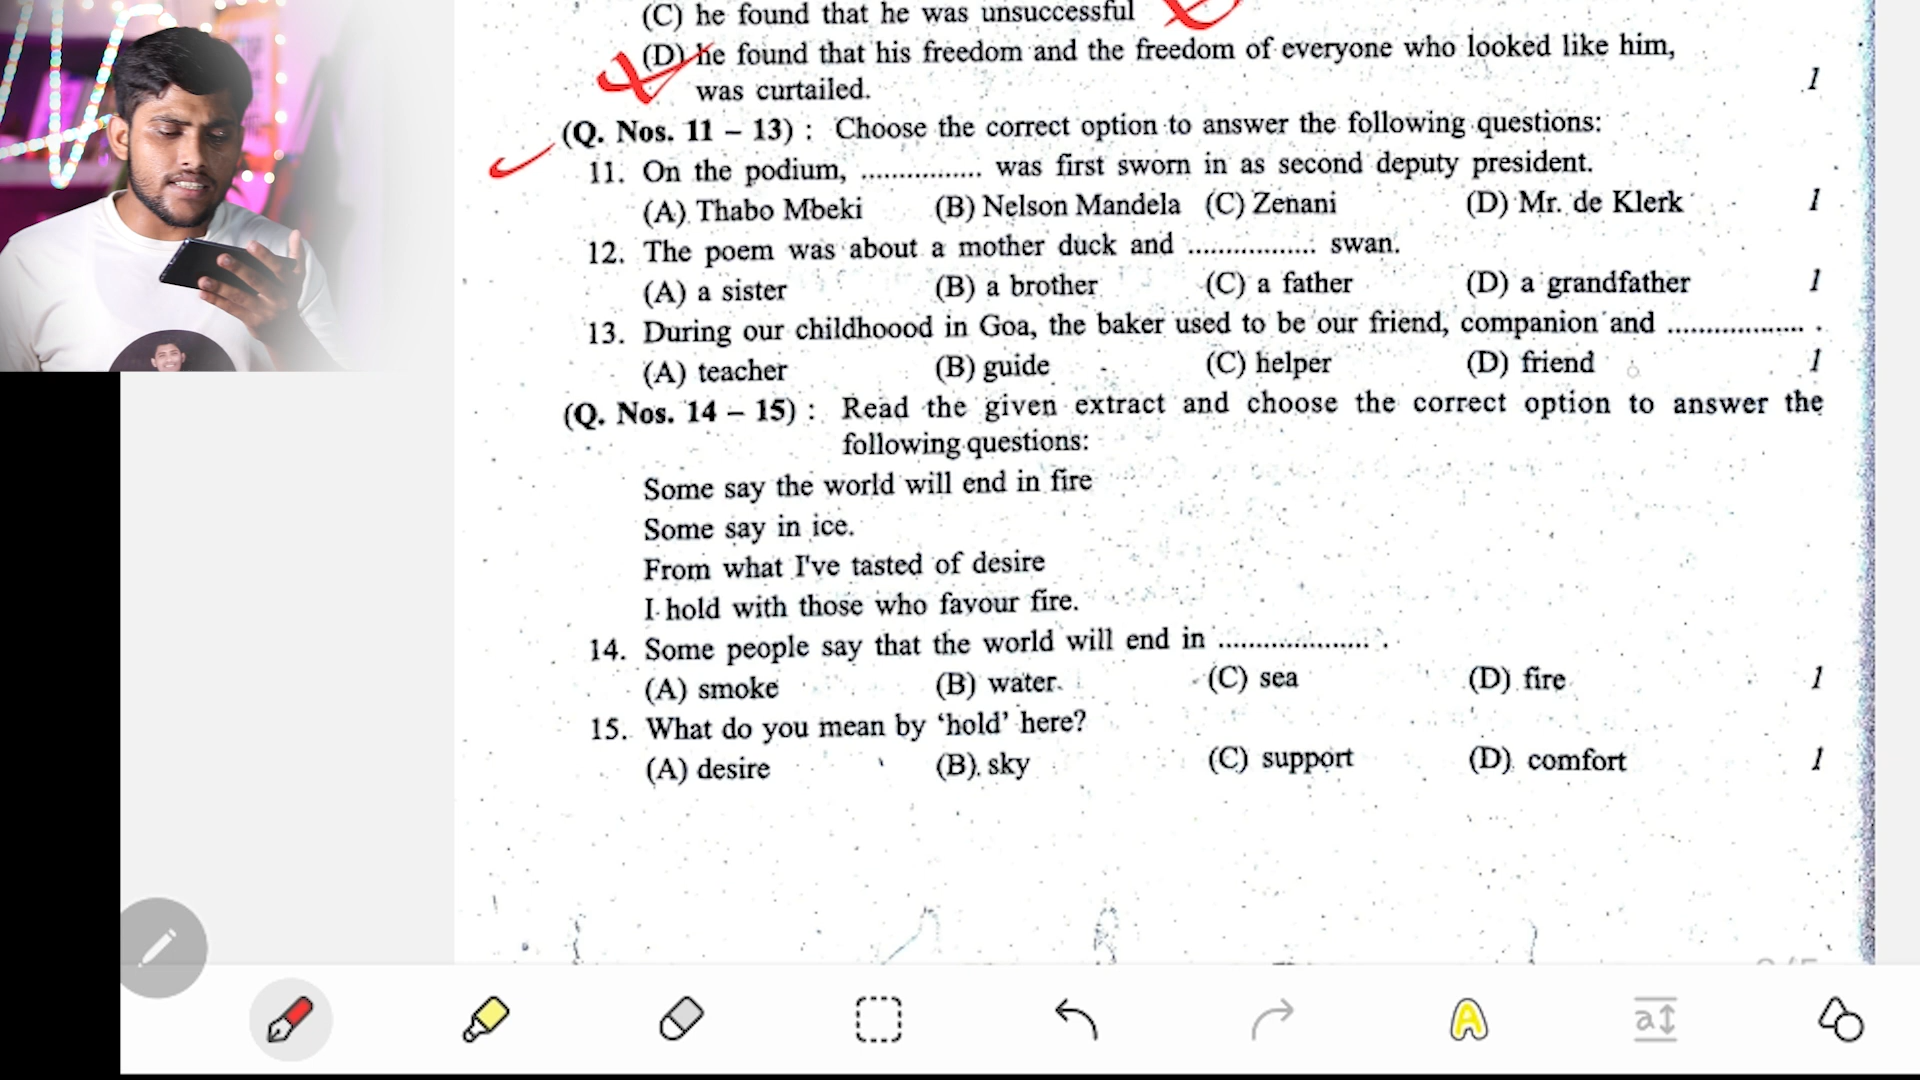 (C) he found that he was unsuccessful
(D) he found that his freedom and the freedom of everyone who looked like him,
was curtailed. 1
(Q. Nos. 11 – 13) : Choose the correct option to answer the following questions:
11. On the podium, ................ was first sworn in as second deputy president.
(A) Thabo Mbeki (B) Nelson Mandela (C) Zenani (D) Mr. de Klerk 1
12. The poem was about a mother duck and ................. swan.
(A) a sister (B) a brother (C) a father (D) a grandfather 1
13. During our childhoood in Goa, the baker used to be our friend, companion and .................. .
(A) teacher (B) guide (C) helper (D) friend 1
(Q. Nos. 14 – 15) : Read the given extract and choose the correct option to answer the
following questions:
Some say the world will end in fire
Some say in ice.
From what I've tasted of desire
I hold with those who favour fire.
14. Some people say that the world will end in .................... .
(A) smoke (B) water (C) sea (D) fire 1
15. What do you mean by ‘hold’ here?
(A) desire (B) sky (C) support (D) comfort 1